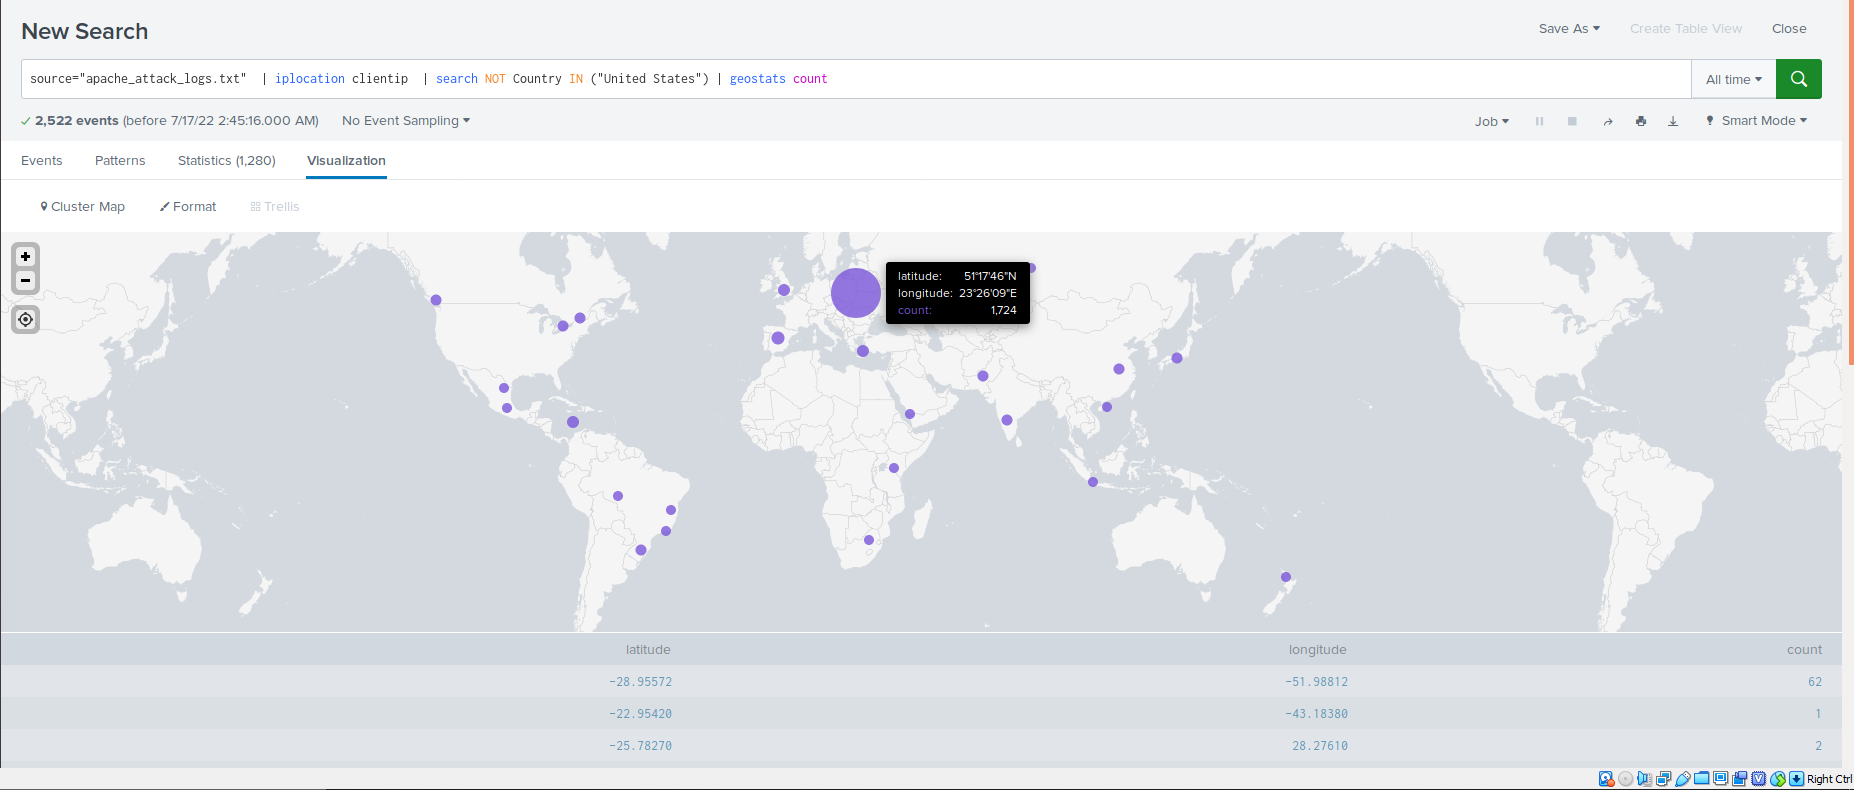 New Search
Save As
Create Table View
Close
source="apache_attack_logs.txt" | iplocation clientip | search NOT Country IN ("United States") | geostats count
All time
2,522 events (before 7/17/22 2:45:16.000 AM)
No Event Sampling
Job
Smart Mode
Events
Patterns
Statistics (1,280)
Visualization
Cluster Map
Format
Trellis
latitude: 51°17'46"N
longitude: 23°26'09"E
count: 1,724
latitude longitude count
-28.95572 -51.98812 62
-22.95420 -43.18380 1
-25.78270 28.27610 2
Right Ctrl